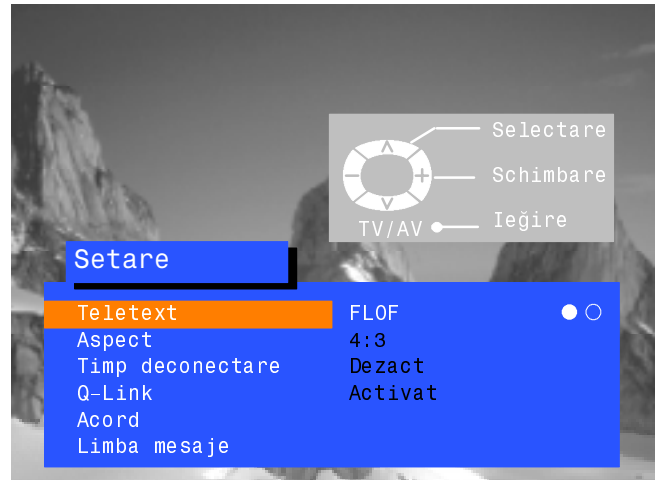 Selectare
Schimbare
TV/AV Ieğire
Setare
Teletext FLOF
Aspect 4:3
Timp deconectare Dezact
Q-Link Activat
Acord
Limba mesaje